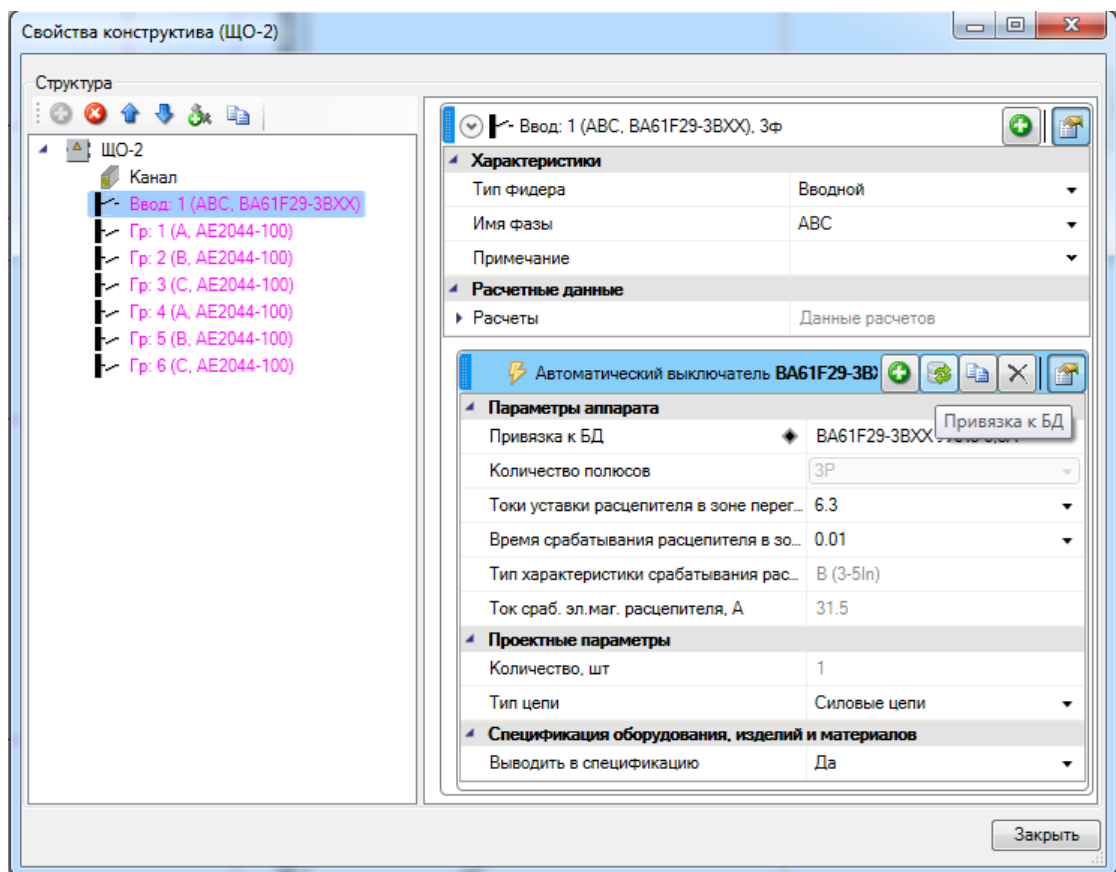 Свойства конструктива (ЩО-2)
Структура
ЩО-2
Канал
Ввод: 1 (ABC, BA61F29-3BXX)
Гр: 1 (A, AE2044-100)
Гр: 2 (B, AE2044-100)
Гр: 3 (C, AE2044-100)
Гр: 4 (A, AE2044-100)
Гр: 5 (B, AE2044-100)
Гр: 6 (C, AE2044-100)
Ввод: 1 (ABC, BA61F29-3BXX), 3ф
Характеристики
Тип фидера Вводной
Имя фазы ABC
Примечание
Расчетные данные
Расчеты Данные расчетов
Автоматический выключатель BA61F29-3B
Параметры аппарата
Привязка к БД
Привязка к БД BA61F29-3BXX
Количество полюсов 3P
Токи уставки расцепителя в зоне перег... 6.3
Время срабатывания расцепителя в зо... 0.01
Тип характеристики срабатывания рас... B (3-5In)
Ток сраб. эл.маг. расцепителя, А 31.5
Проектные параметры
Количество, шт 1
Тип цепи Силовые цепи
Спецификация оборудования, изделий и материалов
Выводить в спецификацию Да
Закрыть